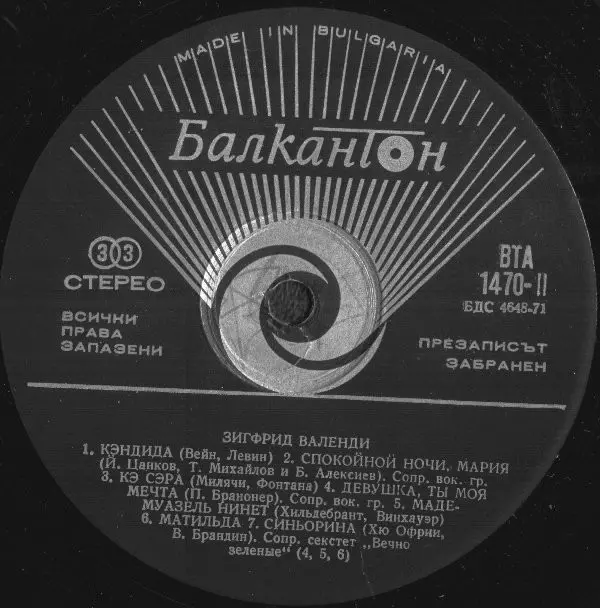 MADE IN BULGARIA
Балкантон
33
СТЕРЕО
ВСИЧКИ
ПРАВА
ЗАПАЗЕНИ
ВТА
1470-II
БДС 4648-71
ПРЕЗАПИСЪТ
ЗАБРАНЕН
ЗИГФРИД ВАЛЕНДИ
1. КЭНДИДА (Вейн, Левин) 2. СПОКОЙНОЙ НОЧИ, МАРИЯ
(Й. Цанков, Т. Михайлов и Б. Алексиев). Сопр. вок. гр.
3. КЭ СЭРА (Милячи, Фонтана) 4. ДЕВУШКА, ТЫ МОЯ
МЕЧТА (П. Бранонер). Сопр. вок. гр. 5. МАДЕ-
МУАЗЕЛЬ НИНЕТ (Хильдебрант, Винхауэр)
6. МАТИЛЬДА 7. СИНЬОРИНА (Хю Офрии,
В. Брандин). Сопр. секстет „Вечно
зеленые“ (4, 5, 6)